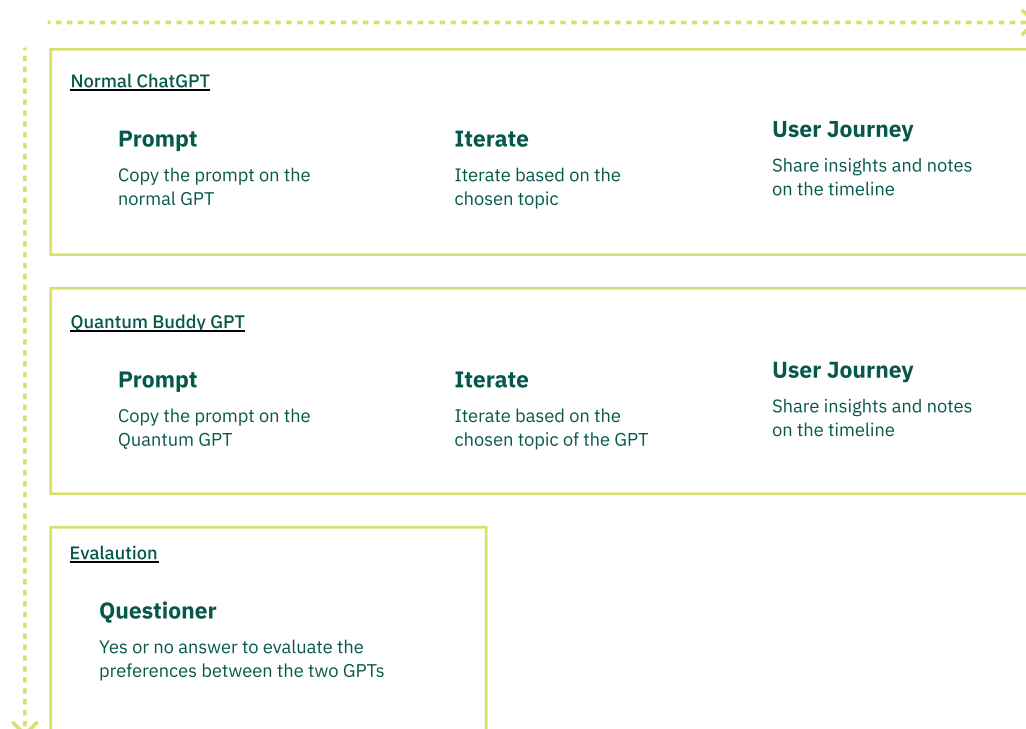 Normal ChatGPT
Prompt
Copy the prompt on the
normal GPT
Iterate
Iterate based on the
chosen topic
User Journey
Share insights and notes
on the timeline
Quantum Buddy GPT
Prompt
Copy the prompt on the
Quantum GPT
Iterate
Iterate based on the
chosen topic of the GPT
User Journey
Share insights and notes
on the timeline
Evalaution
Questioner
Yes or no answer to evaluate the
preferences between the two GPTs